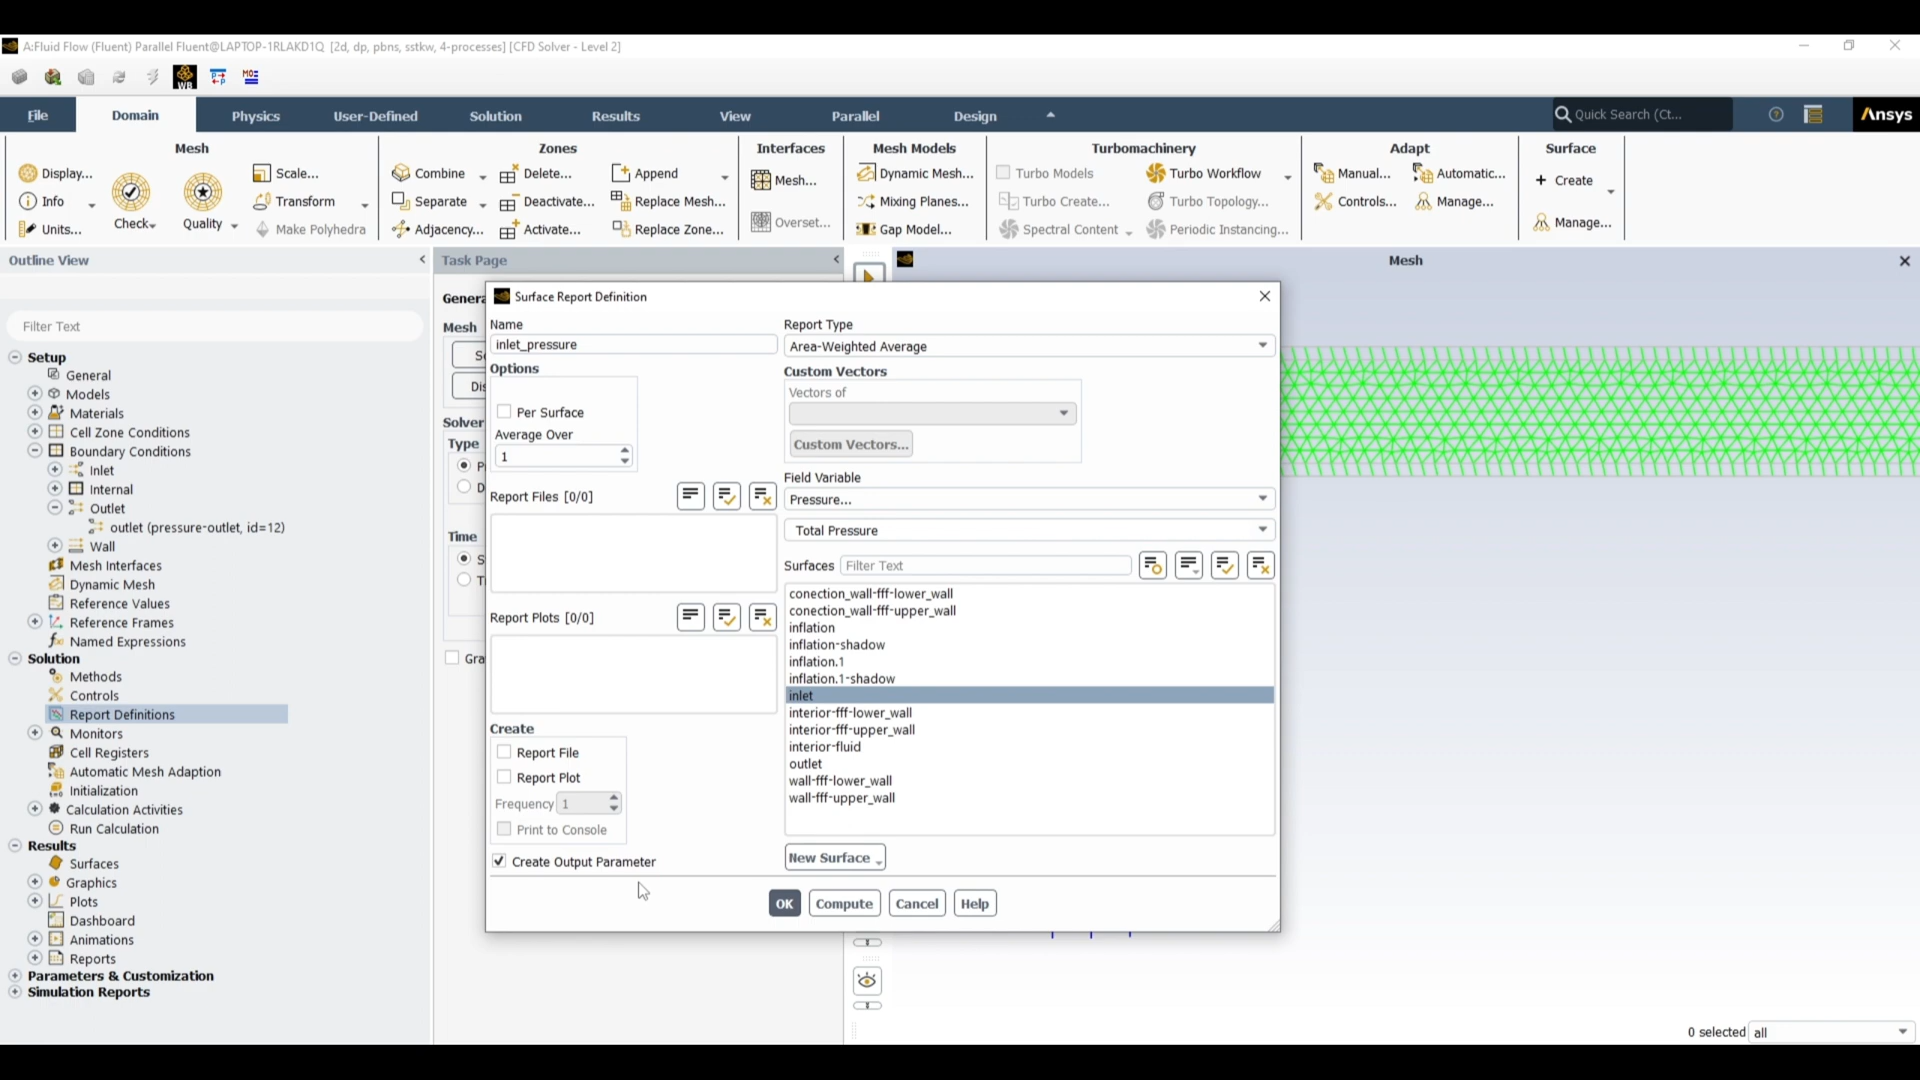 A:Fluid Flow (Fluent) Parallel Fluent@LAPTOP-1RLAKD1Q [2d, dp, pbns, sstkw, 4-processes] [CFD Solver - Level 2]
WB
File Domain Physics User-Defined Solution Results View Parallel Design Quick Search (Ct... Ansys
Mesh Zones Interfaces Mesh Models Turbomachinery Adapt Surface
Display... Scale... Combine Delete... Append Mesh... Dynamic Mesh... Turbo Models Turbo Workflow Manual... Automatic... + Create
Info Check Quality Transform Separate Deactivate... Replace Mesh... Mixing Planes... Turbo Create... Turbo Topology... Controls... Manage...
Units... Make Polyhedra Adjacency... Activate... Replace Zone... Overset... Gap Model... Spectral Content Periodic Instancing... Manage...
Outline View Task Page Mesh
Filter Text
Setup
General
Models
Materials
Cell Zone Conditions
Boundary Conditions
Inlet
Internal
Outlet
outlet (pressure-outlet, id=12)
Wall
Mesh Interfaces
Dynamic Mesh
Reference Values
Reference Frames
Named Expressions
Solution
Methods
Controls
Report Definitions
Monitors
Cell Registers
Automatic Mesh Adaption
Initialization
Calculation Activities
Run Calculation
Results
Surfaces
Graphics
Plots
Dashboard
Animations
Reports
Parameters & Customization
Simulation Reports
Genera
Mesh
Sc
Dis
Solver
Type
P
D
Time
S
T
Gra
Surface Report Definition
Name
inlet_pressure
Options
Per Surface
Average Over
1
Report Files [0/0]
Report Plots [0/0]
Create
Report File
Report Plot
Frequency 1
Print to Console
Create Output Parameter
Report Type
Area-Weighted Average
Custom Vectors
Vectors of
Custom Vectors...
Field Variable
Pressure...
Total Pressure
Surfaces Filter Text
conection_wall-fff-lower_wall
conection_wall-fff-upper_wall
inflation
inflation-shadow
inflation.1
inflation.1-shadow
inlet
interior-fff-lower_wall
interior-fff-upper_wall
interior-fluid
outlet
wall-fff-lower_wall
wall-fff-upper_wall
New Surface
OK Compute Cancel Help
0 selected all